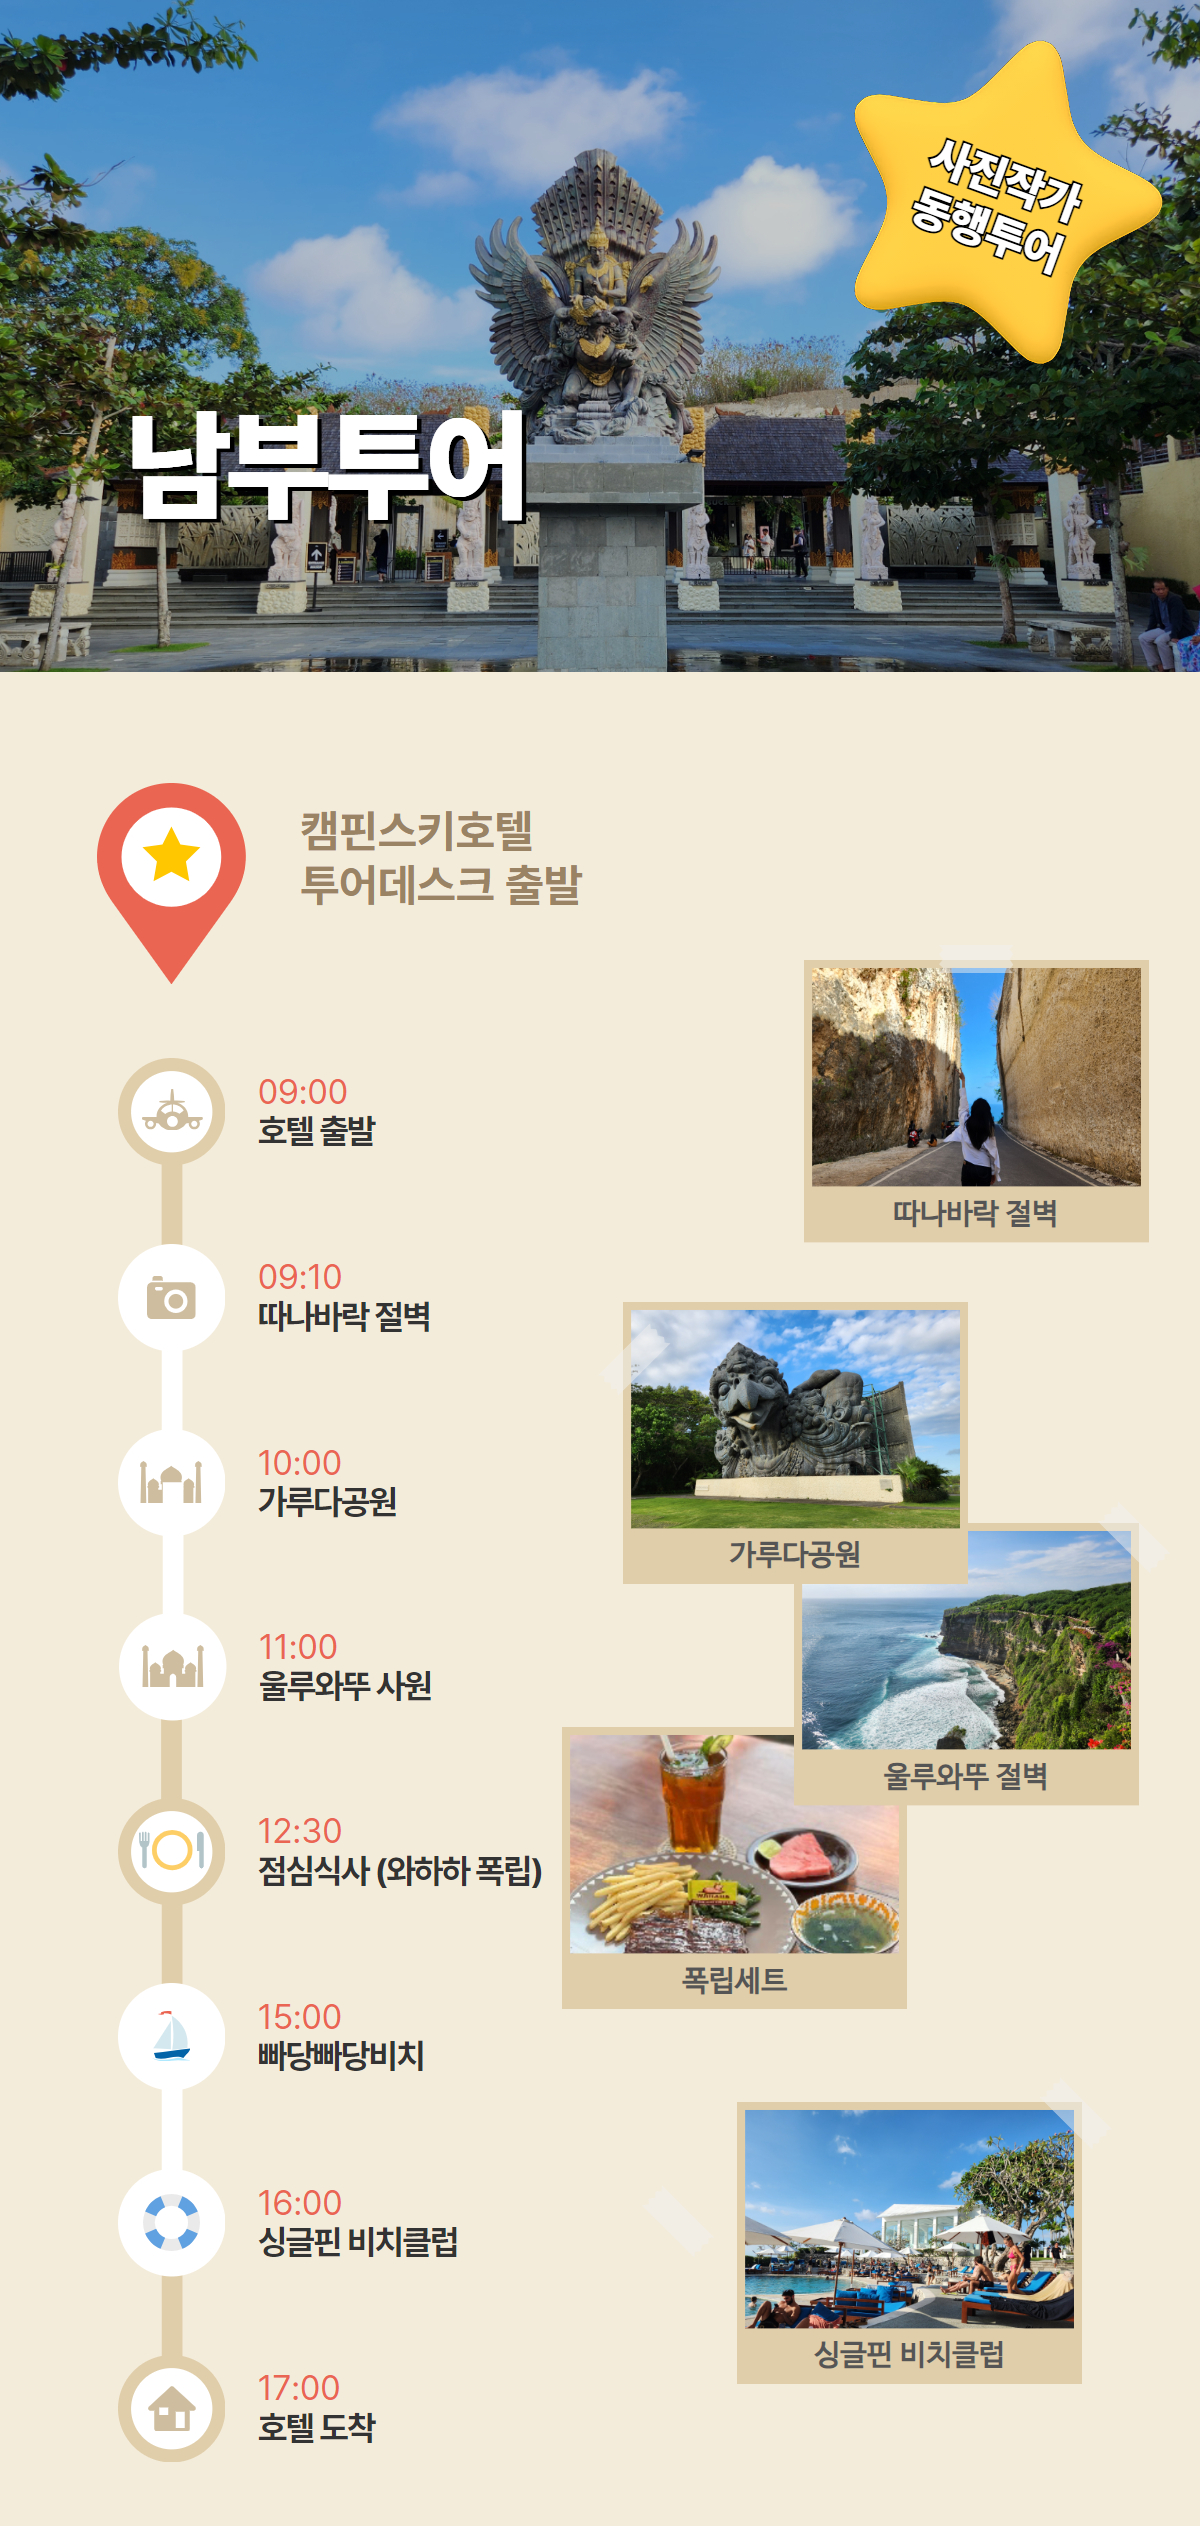 사진작가
동행투어
남부투어
캠핀스키호텔
투어데스크 출발
09:00
호텔 출발
따나바락 절벽
09:10
따나바락 절벽
10:00
가루다공원
가루다공원
11:00
울루와뚜 사원
울루와뚜 절벽
12:30
점심식사 (와하하 폭립)
폭립세트
15:00
빠당빠당비치
16:00
싱글핀 비치클럽
싱글핀 비치클럽
17:00
호텔 도착